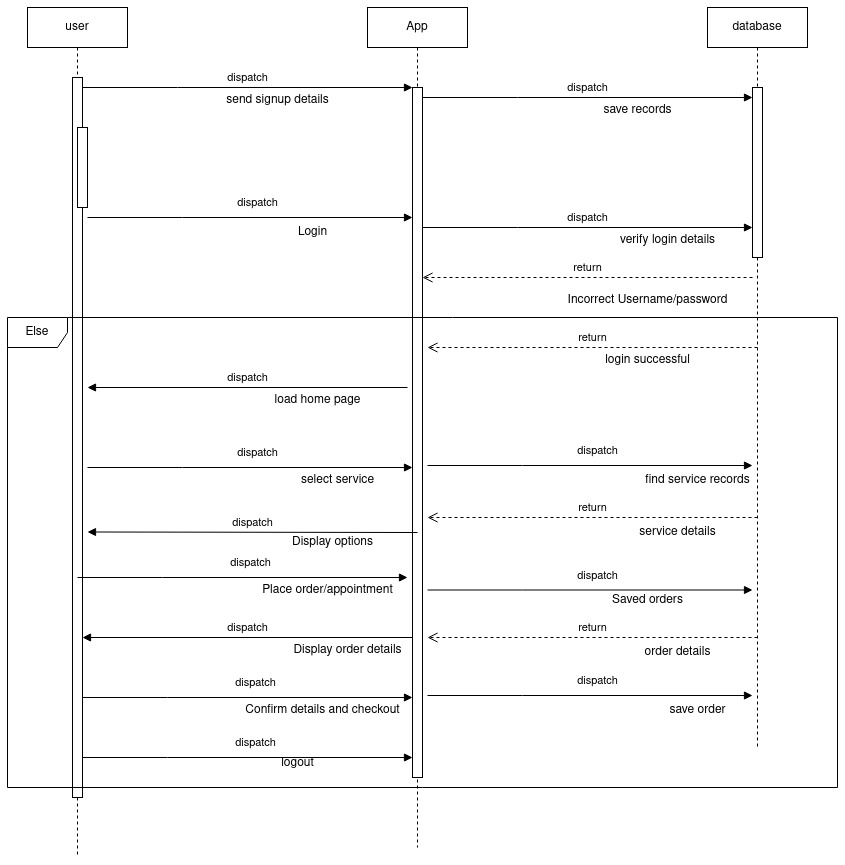 user
App
database
dispatch
send signup details
dispatch
save records
dispatch
Login
dispatch
verify login details
return
Incorrect Username/password
Else
return
login successful
dispatch
load home page
dispatch
select service
dispatch
find service records
return
service details
dispatch
Display options
dispatch
Place order/appointment
dispatch
Saved orders
dispatch
Display order details
return
order details
dispatch
Confirm details and checkout
dispatch
save order
dispatch
logout